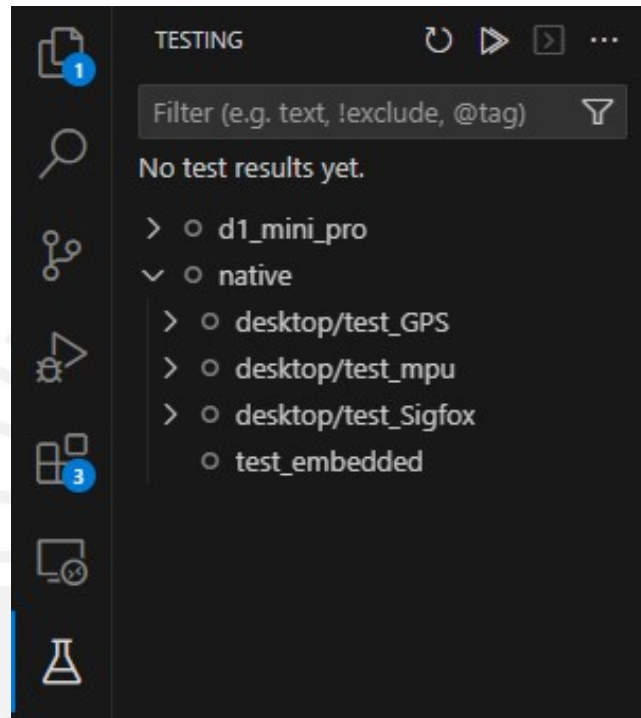 TESTING
Filter (e.g. text, !exclude, @tag)
No test results yet.
d1_mini_pro
native
desktop/test_GPS
desktop/test_mpu
desktop/test_Sigfox
test_embedded
1
3